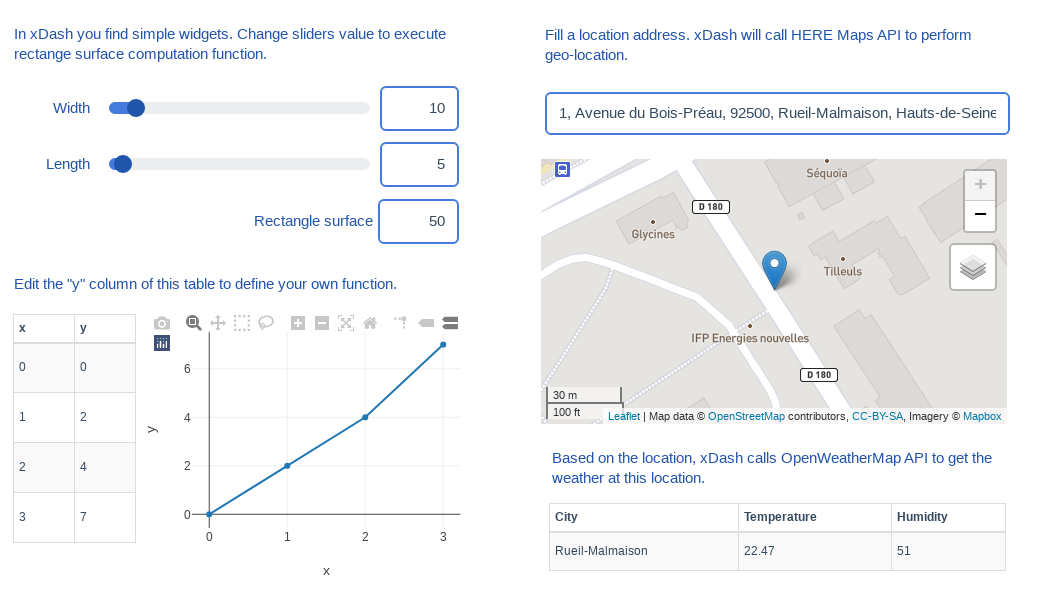 In xDash you find simple widgets. Change sliders value to execute
rectange surface computation function.
Width
10
Length
5
Rectangle surface
50
Edit the "y" column of this table to define your own function.
x y
0 0
1 2
2 4
3 7
y
6
4
2
0
0 1 2 3
x
Fill a location address. xDash will call HERE Maps API to perform
geo-location.
1, Avenue du Bois-Préau, 92500, Rueil-Malmaison, Hauts-de-Seine
Séquoïa
+
−
D 180
Glycines
Tilleuls
IFP Energies nouvelles
D 180
30 m
100 ft
Leaflet | Map data © OpenStreetMap contributors, CC-BY-SA, Imagery © Mapbox
Based on the location, xDash calls OpenWeatherMap API to get the
weather at this location.
City Temperature Humidity
Rueil-Malmaison 22.47 51